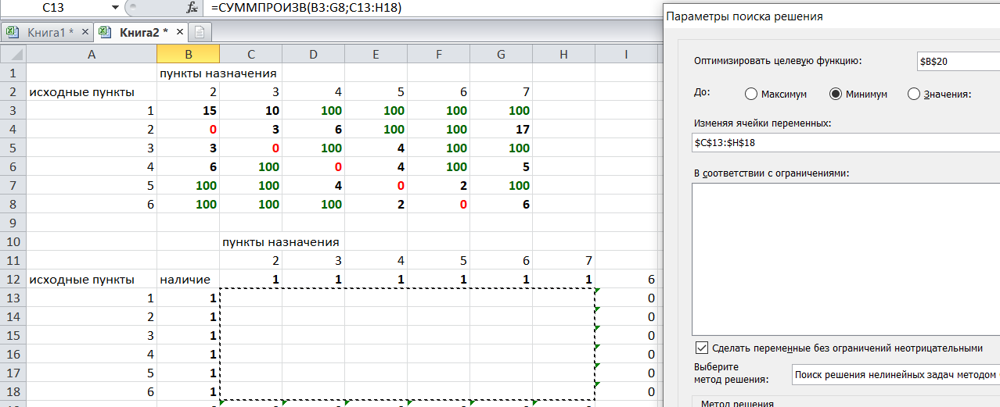 C13 fx =СУММПРОИЗВ(B3:G8;C13:H18)
Параметры поиска решения
Книга1 * Книга2 *
A B C D E F G H I
1 пункты назначения
2 исходные пункты 2 3 4 5 6 7
3 1 15 10 100 100 100 100
4 2 0 3 6 100 100 17
5 3 3 0 100 4 100 100
6 4 6 100 0 4 100 5
7 5 100 100 4 0 2 100
8 6 100 100 100 2 0 6
9
10 пункты назначения
11 2 3 4 5 6 7
12 исходные пункты наличие 1 1 1 1 1 1 6
13 1 1 0
14 2 1 0
15 3 1 0
16 4 1 0
17 5 1 0
18 6 1 0
Оптимизировать целевую функцию: $B$20
До: Максимум Минимум Значения:
Изменяя ячейки переменных:
$C$13:$H$18
В соответствии с ограничениями:
Сделать переменные без ограничений неотрицательными
Выберите
метод решения:
Поиск решения нелинейных задач методом
Метод решения